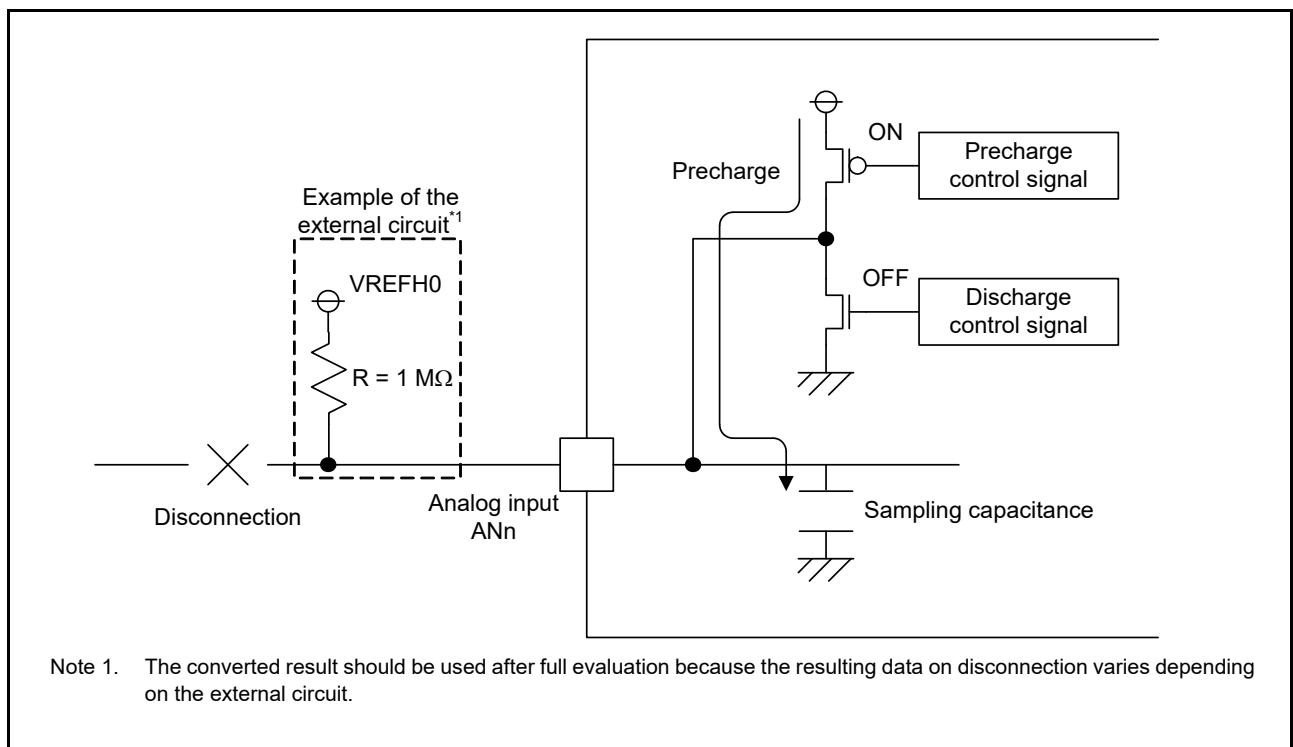 ON
Precharge
control signal
Precharge
Example of the
external circuit*1
VREFH0
OFF
Discharge
control signal
R = 1 MΩ
Disconnection
Analog input
ANn
Sampling capacitance
Note 1. The converted result should be used after full evaluation because the resulting data on disconnection varies depending
on the external circuit.